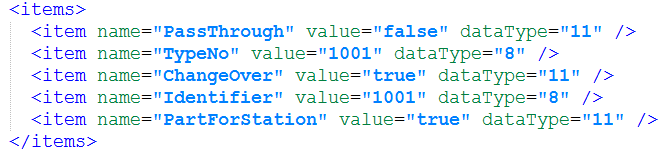 <items>
<item name="PassThrough" value="false" dataType="11" />
<item name="TypeNo" value="1001" dataType="8" />
<item name="ChangeOver" value="true" dataType="11" />
<item name="Identifier" value="1001" dataType="8" />
<item name="PartForStation" value="true" dataType="11" />
</items>